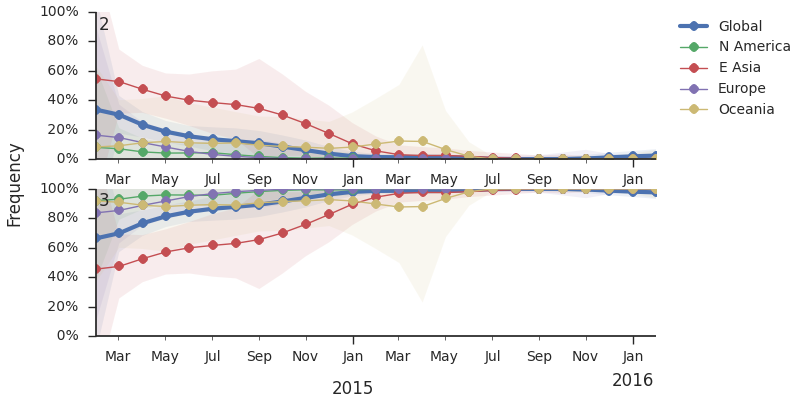 100%
2
80%
60%
40%
20%
0%
Mar May Jul Sep Nov Jan Mar May Jul Sep Nov Jan
100%
3
80%
60%
40%
20%
0%
Mar May Jul Sep Nov Jan Mar May Jul Sep Nov Jan
2015
2016
Frequency
Global
N America
E Asia
Europe
Oceania